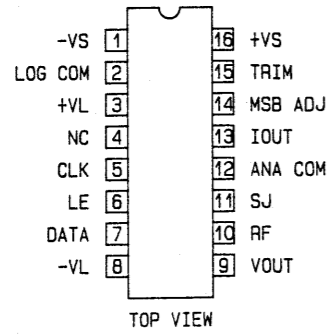 -VS 1 16 +VS
LOG COM 2 15 TRIM
+VL 3 14 MSB ADJ
NC 4 13 IOUT
CLK 5 12 ANA COM
LE 6 11 SJ
DATA 7 10 RF
-VL 8 9 VOUT
TOP VIEW